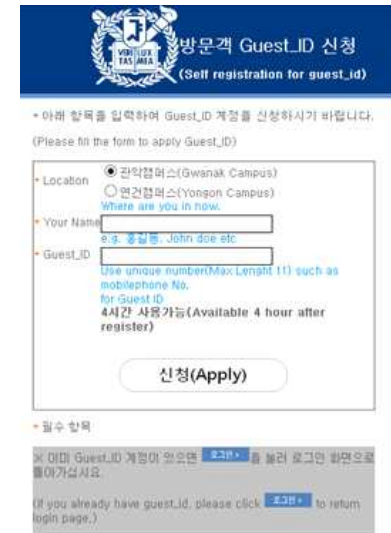 VERI LUX
TAS MEA
방문객 Guest_ID 신청
(Self registration for guest_id)
* 아래 항목을 입력하여 Guest_ID 계정을 신청하시기 바랍니다.
(Please fill the form to apply Guest_ID)
* Location
관악캠퍼스(Gwanak Campus)
연건캠퍼스(Yongon Campus)
Where are you in now.
* Your Name
e.g. 홍길동, John doe etc
* Guest_ID
Use unique number(Max Lenght 11) such as
mobilephone No.
for Guest ID
4시간 사용가능(Available 4 hour after
register)
신청(Apply)
* 필수 항목
※ 이미 Guest_ID 계정이 있으면 로그인 을 눌러 로그인 화면으로
돌아가십시요.
(If you already have guest_id, please click 로그인 to return
login page.)